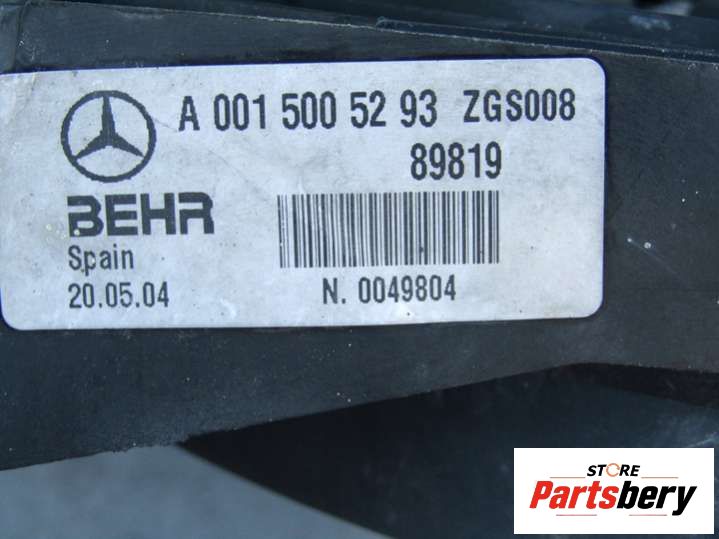 A 001 500 52 93 ZGS008
89819
BEHR
Spain
20.05.04
N. 0049804
STORE
Partsbery